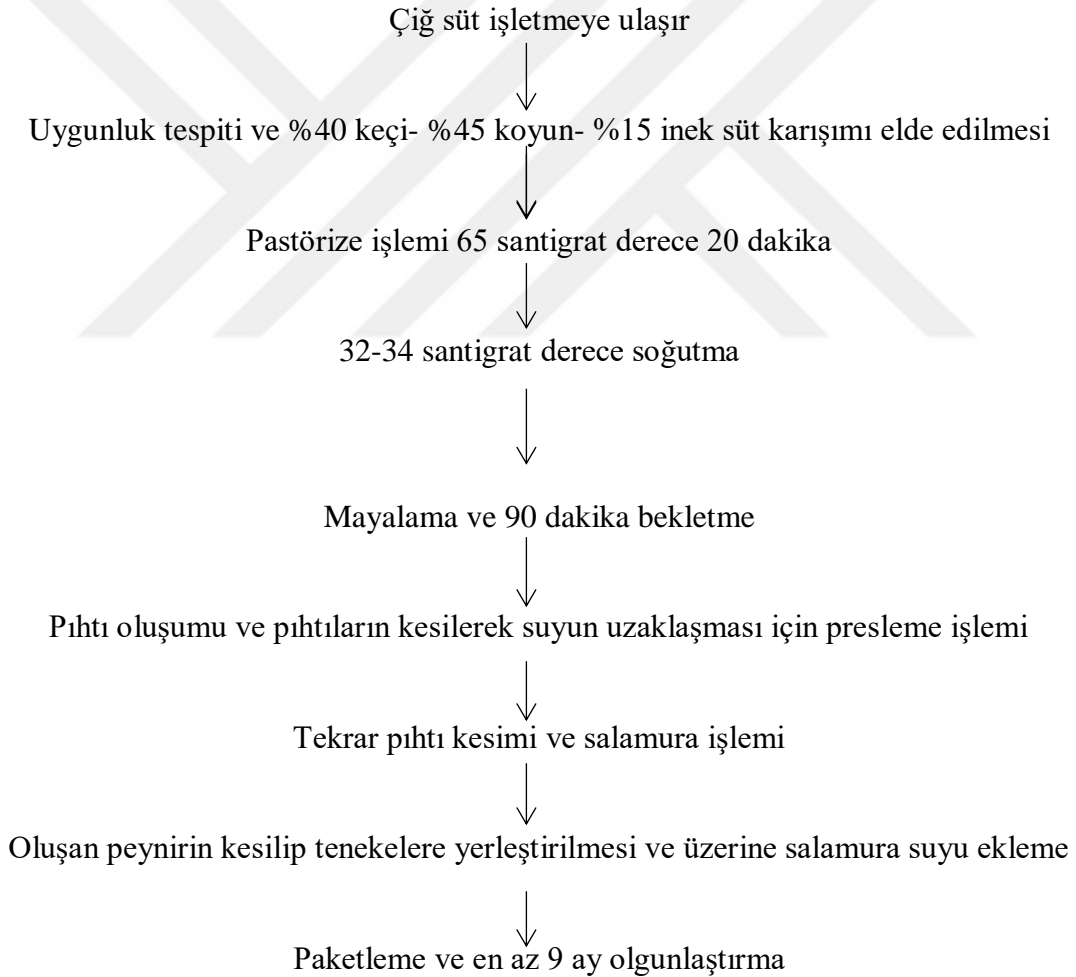 Çiğ süt işletmeye ulaşır
Uygunluk tespiti ve %40 keçi- %45 koyun- %15 inek süt karışımı elde edilmesi
Pastörize işlemi 65 santigrat derece 20 dakika
32-34 santigrat derece soğutma
Mayalama ve 90 dakika bekletme
Pıhtı oluşumu ve pıhtıların kesilerek suyun uzaklaşması için presleme işlemi
Tekrar pıhtı kesimi ve salamura işlemi
Oluşan peynirin kesilip tenekelere yerleştirilmesi ve üzerine salamura suyu ekleme
Paketleme ve en az 9 ay olgunlaştırma